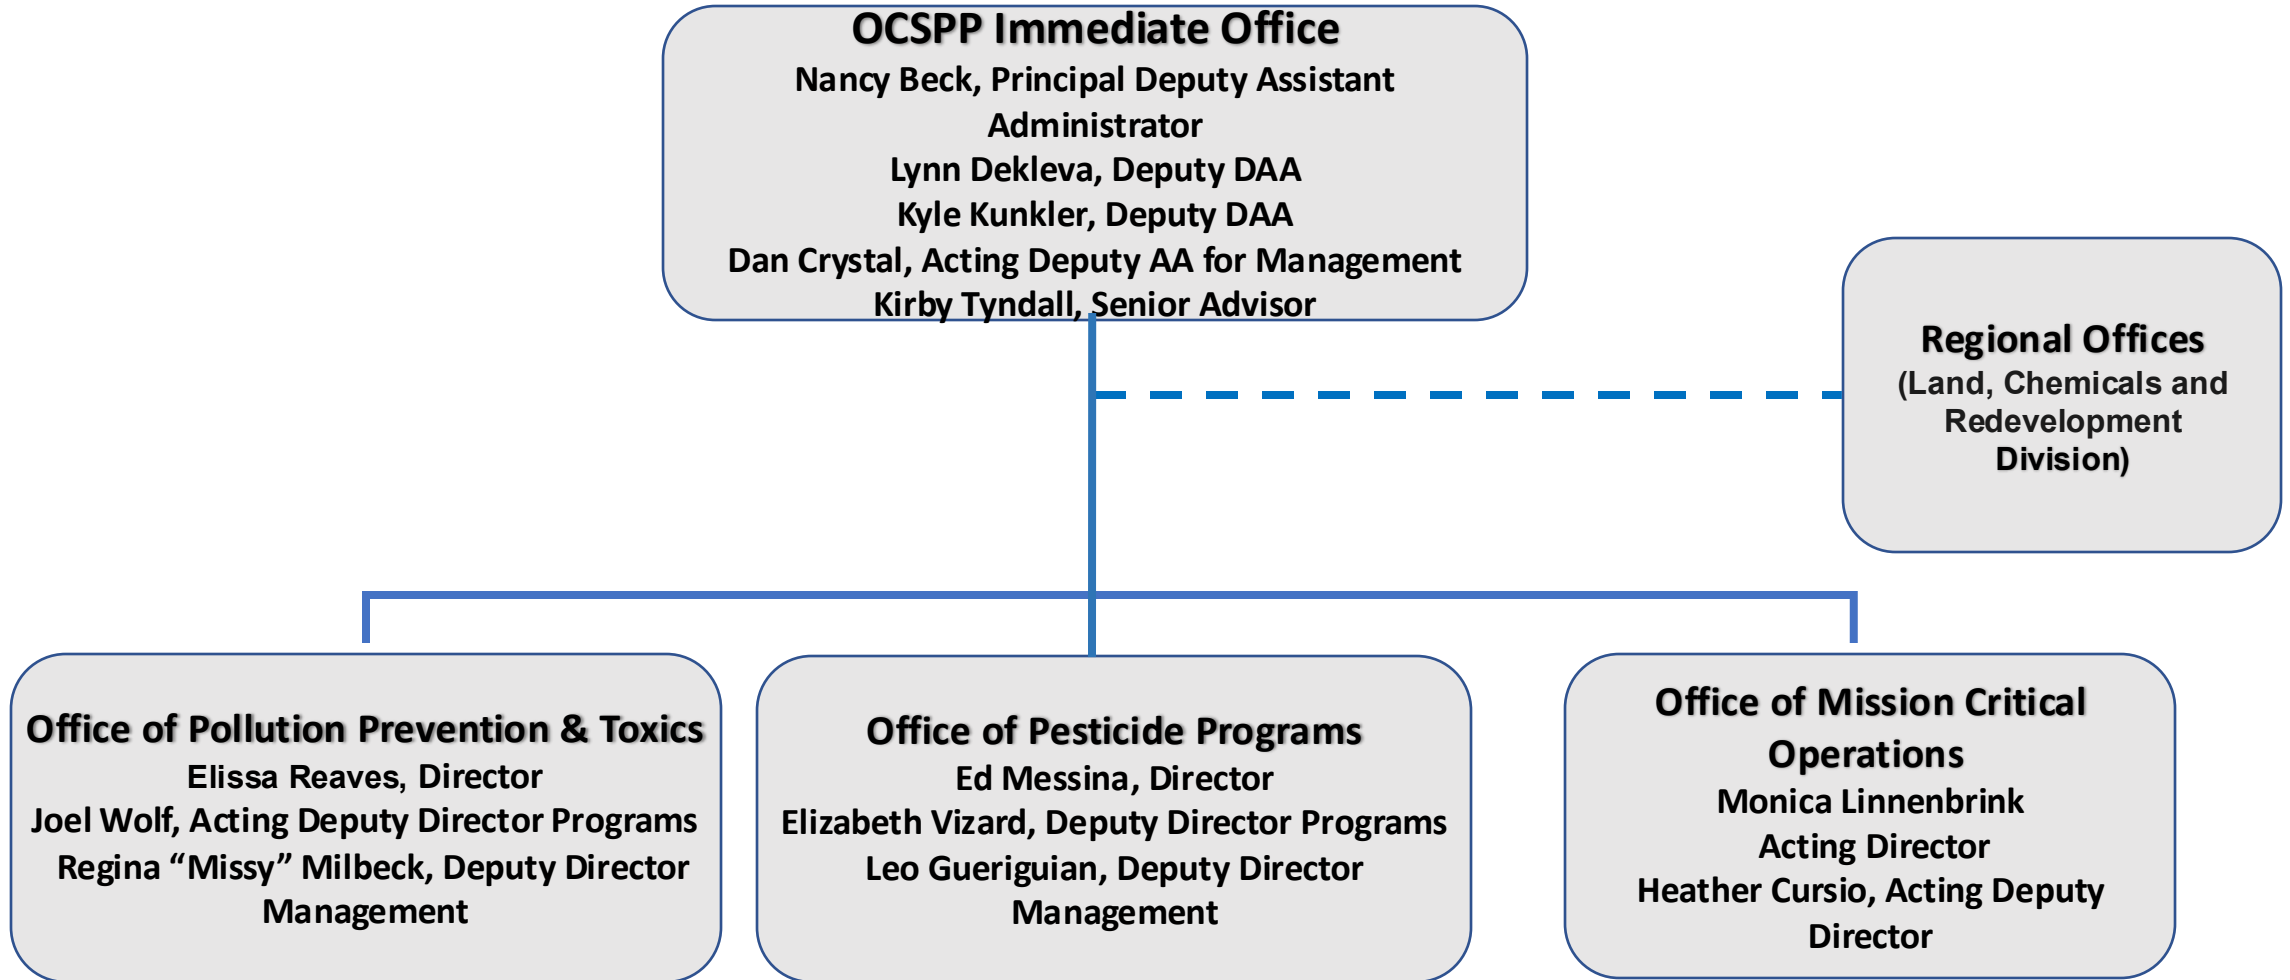 OCSPP Immediate Office
Nancy Beck, Principal Deputy Assistant
Administrator
Lynn Dekleva, Deputy DAA
Kyle Kunkler, Deputy DAA
Dan Crystal, Acting Deputy AA for Management
Kirby Tyndall, Senior Advisor
Regional Offices
(Land, Chemicals and
Redevelopment
Division)
Office of Pollution Prevention & Toxics
Elissa Reaves, Director
Joel Wolf, Acting Deputy Director Programs
Regina “Missy” Milbeck, Deputy Director
Management
Office of Pesticide Programs
Ed Messina, Director
Elizabeth Vizard, Deputy Director Programs
Leo Gueriguian, Deputy Director
Management
Office of Mission Critical
Operations
Monica Linnenbrink
Acting Director
Heather Cursio, Acting Deputy
Director